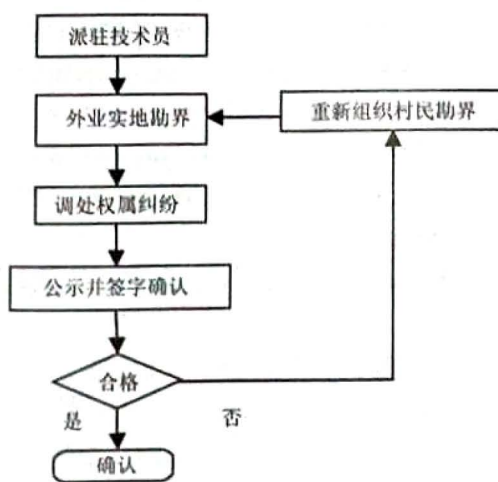 派驻技术员
外业实地勘界
重新组织村民勘界
调处权属纠纷
公示并签字确认
合格
是
否
确认